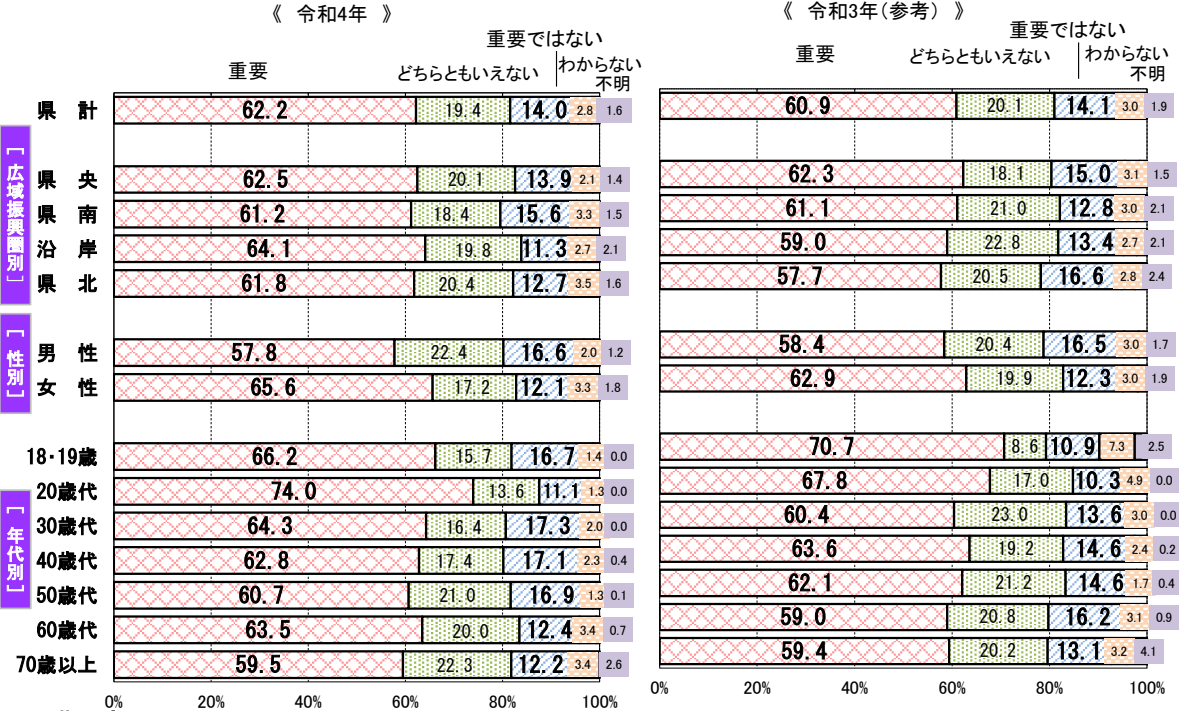 《　令和4年　》
重要ではない
重要
どちらともいえない
わからない
不明
県　計
62.2 19.4 14.0 2.8 1.6
［広域振興圏別］
県　央
62.5 20.1 13.9 2.1 1.4
県　南
61.2 18.4 15.6 3.3 1.5
沿　岸
64.1 19.8 11.3 2.7 2.1
県　北
61.8 20.4 12.7 3.5 1.6
［性別］
男　性
57.8 22.4 16.6 2.0 1.2
女　性
65.6 17.2 12.1 3.3 1.8
18・19歳
66.2 15.7 16.7 1.4 0.0
［年代別］
20歳代
74.0 13.6 11.1 1.3 0.0
30歳代
64.3 16.4 17.3 2.0 0.0
40歳代
62.8 17.4 17.1 2.3 0.4
50歳代
60.7 21.0 16.9 1.3 0.1
60歳代
63.5 20.0 12.4 3.4 0.7
70歳以上
59.5 22.3 12.2 3.4 2.6
0% 20% 40% 60% 80% 100%
《　令和3年（参考）　》
重要ではない
重要
どちらともいえない
わからない
不明
60.9 20.1 14.1 3.0 1.9
62.3 18.1 15.0 3.1 1.5
61.1 21.0 12.8 3.0 2.1
59.0 22.8 13.4 2.7 2.1
57.7 20.5 16.6 2.8 2.4
58.4 20.4 16.5 3.0 1.7
62.9 19.9 12.3 3.0 1.9
70.7 8.6 10.9 7.3 2.5
67.8 17.0 10.3 4.9 0.0
60.4 23.0 13.6 3.0 0.0
63.6 19.2 14.6 2.4 0.2
62.1 21.2 14.6 1.7 0.4
59.0 20.8 16.2 3.1 0.9
59.4 20.2 13.1 3.2 4.1
0% 20% 40% 60% 80% 100%